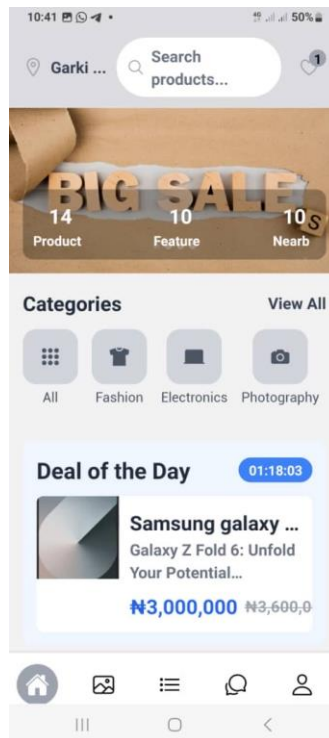 10:41
4G 50%
Garki ...
Search
products...
1
BIG SALE
S
14 10 10
Product Feature Nearb
Categories View All
All Fashion Electronics Photography
Deal of the Day 01:18:03
Samsung galaxy ...
Galaxy Z Fold 6: Unfold
Your Potential...
₦3,000,000 ₦3,600,0